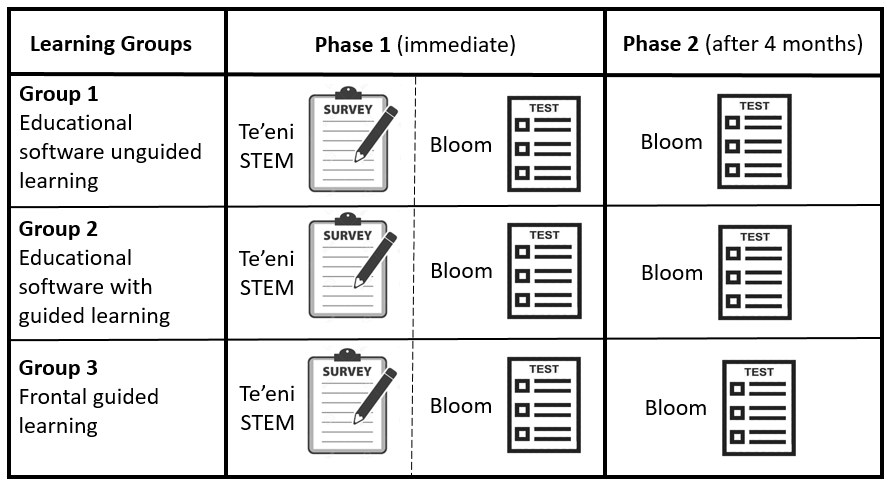 Learning Groups
Phase 1 (immediate)
Phase 2 (after 4 months)
Group 1
Educational
software unguided
learning
Te’eni
STEM
SURVEY
Bloom
TEST
Bloom
TEST
Group 2
Educational
software with
guided learning
Te’eni
STEM
SURVEY
Bloom
TEST
Bloom
TEST
Group 3
Frontal guided
learning
Te’eni
STEM
SURVEY
Bloom
TEST
Bloom
TEST